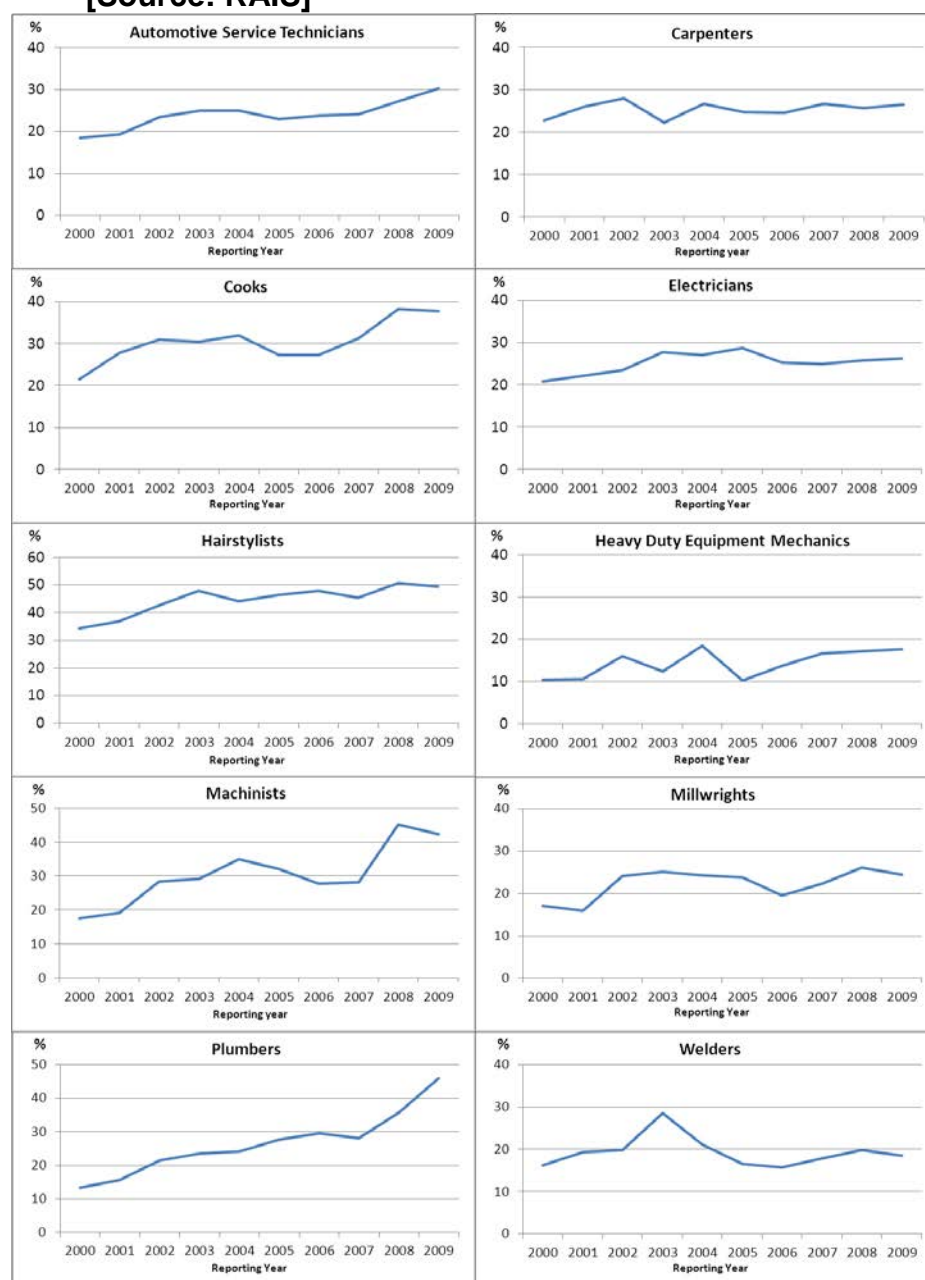 [Source: RAIS]
%
Automotive Service Technicians
40
30
20
10
0
2000 2001 2002 2003 2004 2005 2006 2007 2008 2009
Reporting Year
%
Carpenters
40
30
20
10
0
2000 2001 2002 2003 2004 2005 2006 2007 2008 2009
Reporting year
%
Cooks
40
30
20
10
0
2000 2001 2002 2003 2004 2005 2006 2007 2008 2009
Reporting Year
%
Electricians
40
30
20
10
0
2000 2001 2002 2003 2004 2005 2006 2007 2008 2009
Reporting Year
%
Hairstylists
60
50
40
30
20
10
0
2000 2001 2002 2003 2004 2005 2006 2007 2008 2009
Reporting Year
%
Heavy Duty Equipment Mechanics
40
30
20
10
0
2000 2001 2002 2003 2004 2005 2006 2007 2008 2009
Reporting Year
%
Machinists
50
40
30
20
10
0
2000 2001 2002 2003 2004 2005 2006 2007 2008 2009
Reporting year
%
Millwrights
40
30
20
10
0
2000 2001 2002 2003 2004 2005 2006 2007 2008 2009
Reporting Year
%
Plumbers
50
40
30
20
10
0
2000 2001 2002 2003 2004 2005 2006 2007 2008 2009
Reporting Year
%
Welders
40
30
20
10
0
2000 2001 2002 2003 2004 2005 2006 2007 2008 2009
Reporting Year